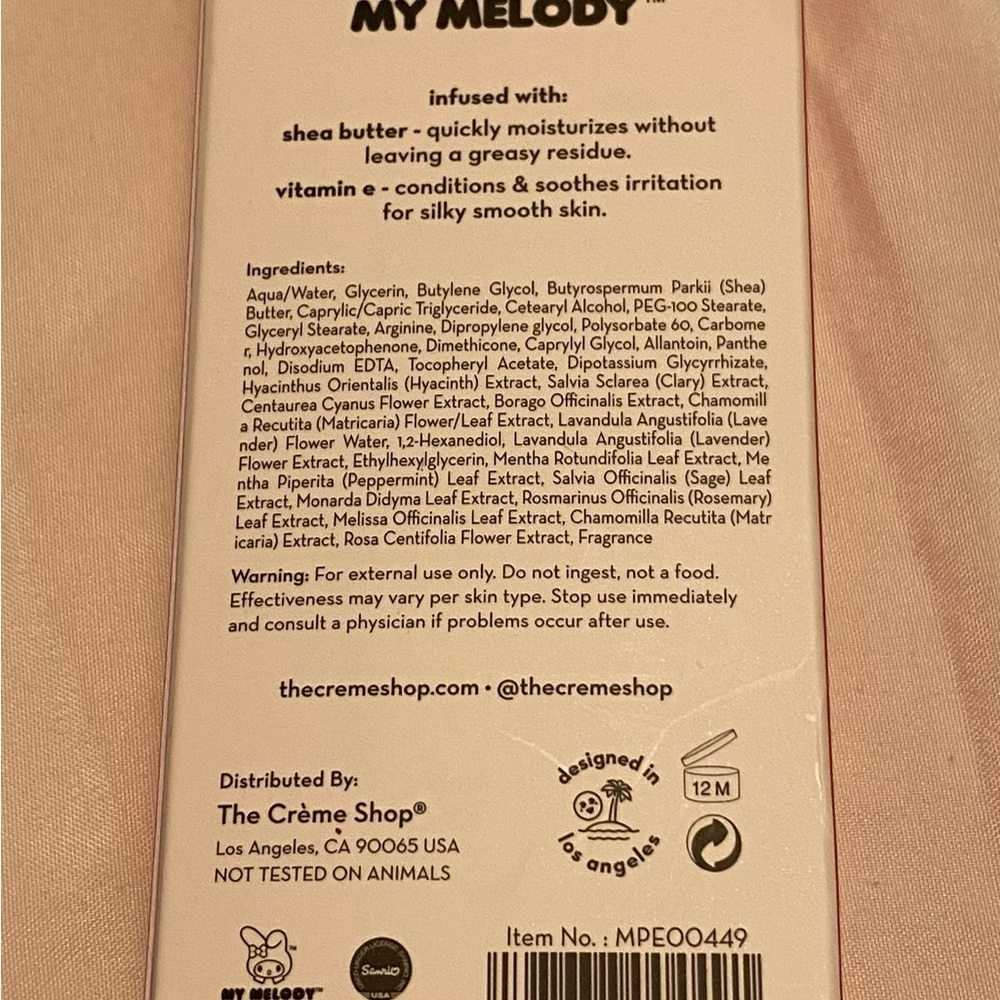 MY MELODY™
infused with:
shea butter - quickly moisturizes without
leaving a greasy residue.
vitamin e - conditions & soothes irritation
for silky smooth skin.
Ingredients:
Aqua/Water, Glycerin, Butylene Glycol, Butyrospermum Parkii (Shea)
Butter, Caprylic/Capric Triglyceride, Cetearyl Alcohol, PEG-100 Stearate,
Glyceryl Stearate, Arginine, Dipropylene glycol, Polysorbate 60, Carbome
r, Hydroxyacetophenone, Dimethicone, Caprylyl Glycol, Allantoin, Panthe
nol, Disodium EDTA, Tocopheryl Acetate, Dipotassium Glycyrrhizate,
Hyacinthus Orientalis (Hyacinth) Extract, Salvia Sclarea (Clary) Extract,
Centaurea Cyanus Flower Extract, Borago Officinalis Extract, Chamomill
a Recutita (Matricaria) Flower/Leaf Extract, Lavandula Angustifolia (Lave
nder) Flower Water, 1,2-Hexanediol, Lavandula Angustifolia (Lavender)
Flower Extract, Ethylhexylglycerin, Mentha Rotundifolia Leaf Extract, Me
ntha Piperita (Peppermint) Leaf Extract, Salvia Officinalis (Sage) Leaf
Extract, Monarda Didyma Leaf Extract, Rosmarinus Officinalis (Rosemary)
Leaf Extract, Melissa Officinalis Leaf Extract, Chamomilla Recutita (Matr
icaria) Extract, Rosa Centifolia Flower Extract, Fragrance
Warning: For external use only. Do not ingest, not a food.
Effectiveness may vary per skin type. Stop use immediately
and consult a physician if problems occur after use.
thecremeshop.com • @thecremeshop
Distributed By:
The Crème Shop®
Los Angeles, CA 90065 USA
NOT TESTED ON ANIMALS
designed in
los angeles
12 M
Item No. : MPE00449
MY MELODY™
Sanrio
USA